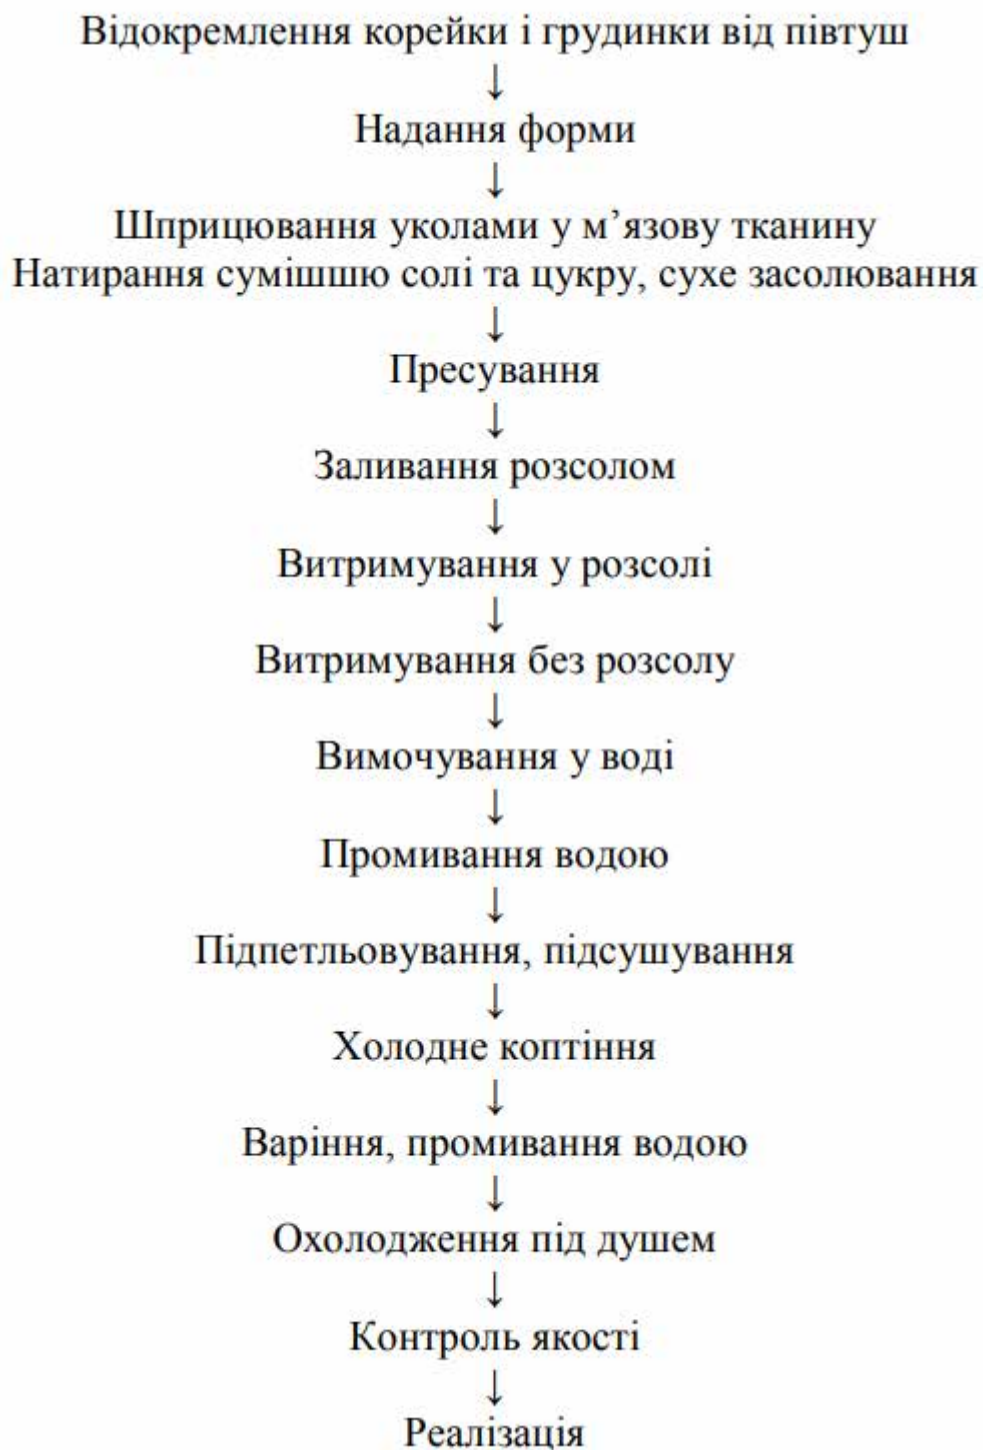 Відокремлення корейки і грудинки від півтуш
↓
Надання форми
↓
Шприцювання уколами у м’язову тканину
Натирання сумішшю солі та цукру, сухе засолювання
↓
Пресування
↓
Заливання розсолом
↓
Витримування у розсолі
↓
Витримування без розсолу
↓
Вимочування у воді
↓
Промивання водою
↓
Підпетльовування, підсушування
↓
Холодне коптіння
↓
Варіння, промивання водою
↓
Охолодження під душем
↓
Контроль якості
↓
Реалізація